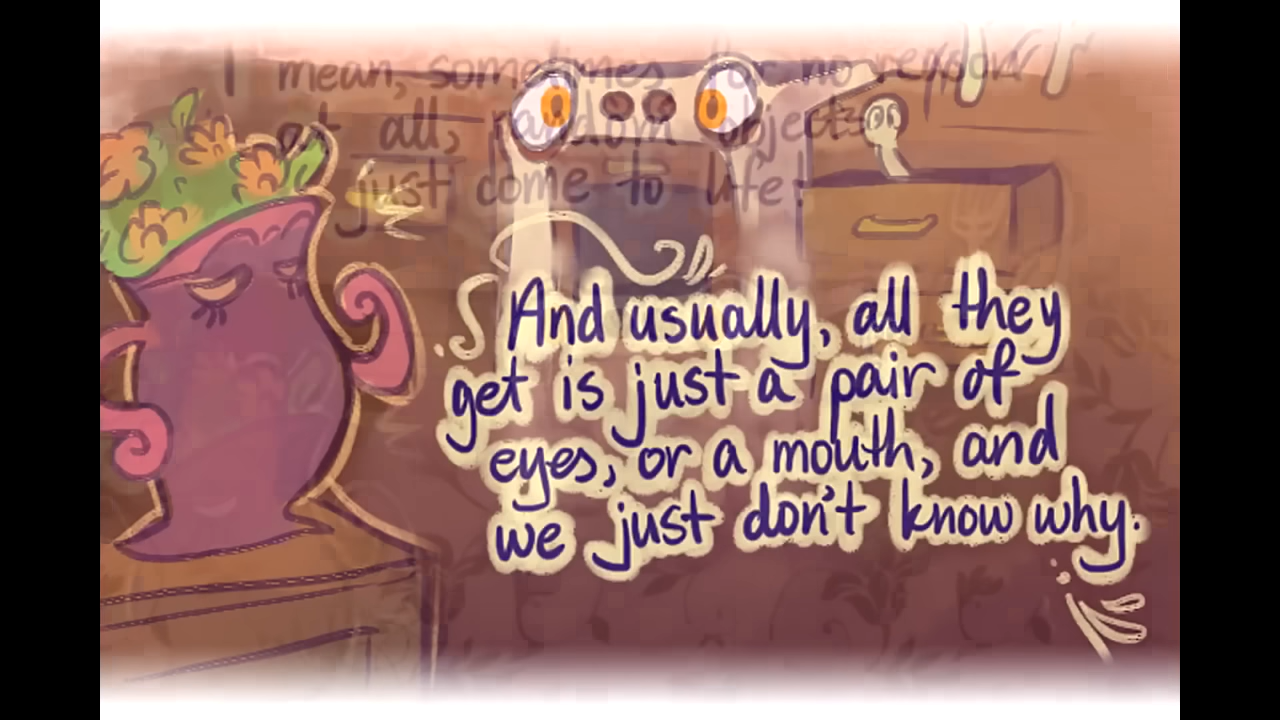 I mean, sometimes, for no reason
at all, random objects
just come to life!
And usually, all they
get is just a pair of
eyes, or a mouth, and
we just don't know why.